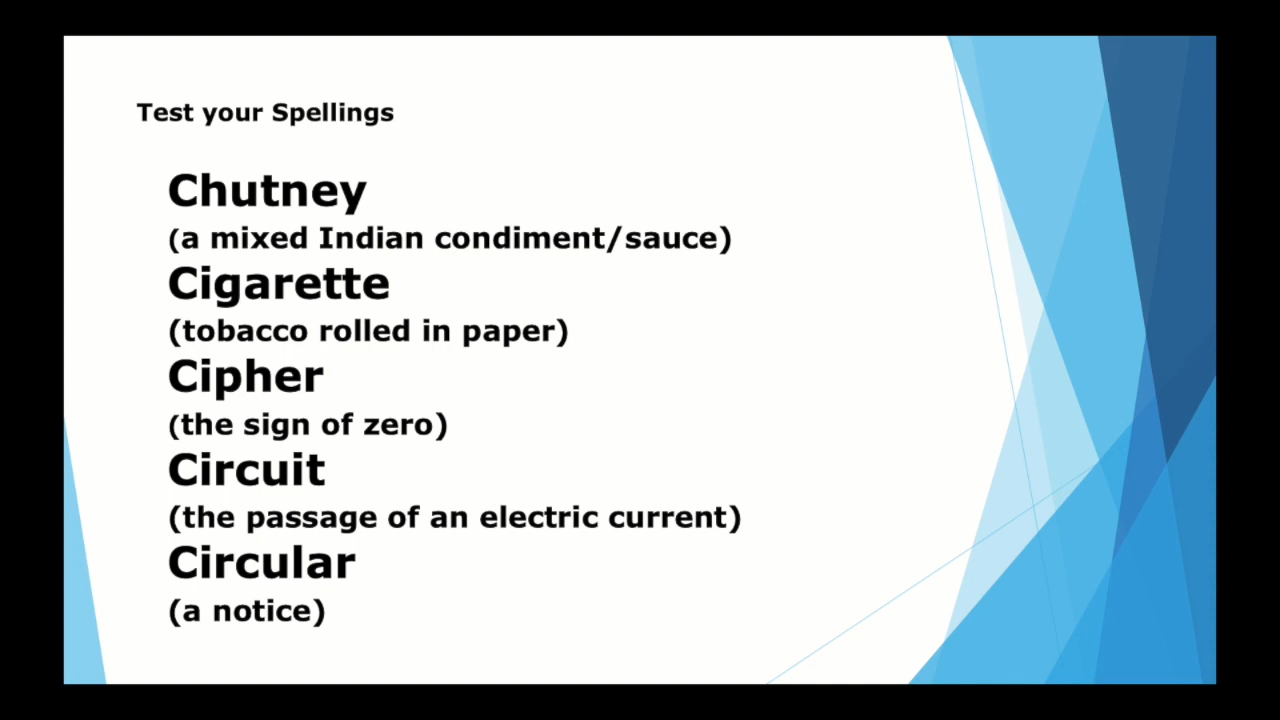 Test your Spellings
Chutney
(a mixed Indian condiment/sauce)
Cigarette
(tobacco rolled in paper)
Cipher
(the sign of zero)
Circuit
(the passage of an electric current)
Circular
(a notice)